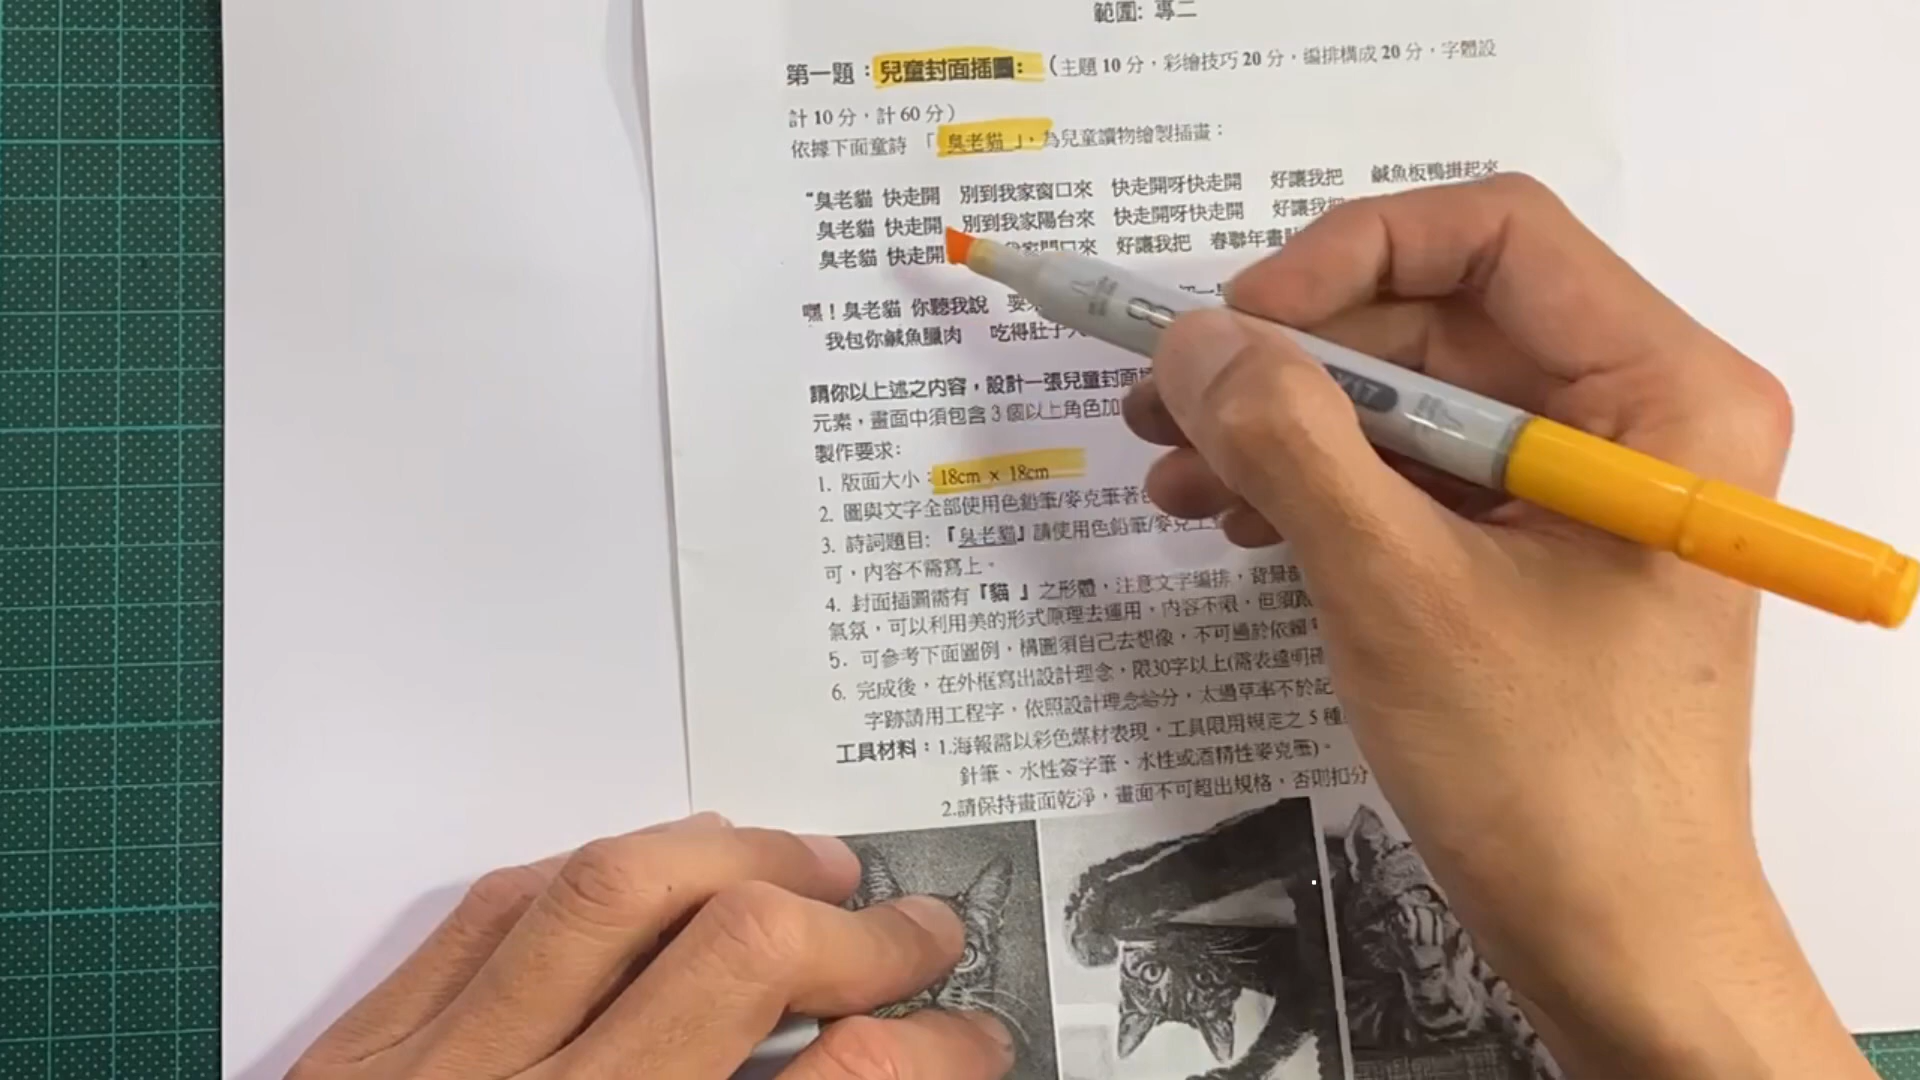 範圍: 專二
第一題：兒童封面插圖：（主題 10 分，彩繪技巧 20 分，編排構成 20 分，字體設
計 10 分，計 60 分）
依據下面童詩 「 臭老貓 」，為兒童讀物繪製插畫：
“臭老貓 快走開 別到我家窗口來 快走開呀快走開 好讓我把 鹹魚板鴨掛起來
臭老貓 快走開 別到我家陽台來 快走開呀快走開 好讓我把
臭老貓 快走開 我家門口來 好讓我把 春聯年畫
嘿！臭老貓 你聽我說 要
我包你鹹魚臘肉 吃得肚子
請你以上述之內容，設計一張兒童封面
元素，畫面中須包含 3 個以上角色加
製作要求:
1. 版面大小：18cm × 18cm
2. 圖與文字全部使用色鉛筆/麥克筆著
3. 詩詞題目: 『臭老貓』請使用色鉛筆/麥克
可，內容不需寫上。
4. 封面插圖需有『貓 』之形體，注意文字編排，背景
氣氛，可以利用美的形式原理去運用，內容不限，但須
5. 可參考下面圖例，構圖須自己去想像，不可過於依賴
6. 完成後，在外框寫出設計理念，限30字以上(需表達明確
字跡請用工程字，依照設計理念給分，太過草率不於記
工具材料：1.海報需以彩色媒材表現，工具限用規定之 5 種
針筆、水性簽字筆、水性或酒精性麥克筆)。
2.請保持畫面乾淨，畫面不可超出規格，否則扣分